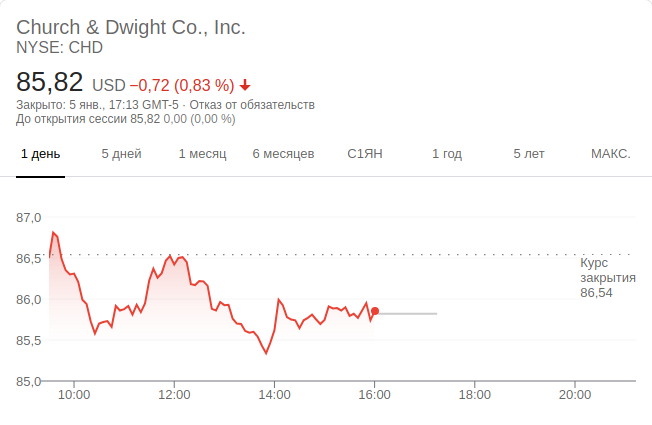 Church & Dwight Co., Inc.
NYSE: CHD
85,82 USD −0,72 (0,83 %)
Закрыто: 5 янв., 17:13 GMT-5 · Отказ от обязательств
До открытия сессии 85,82 0,00 (0,00 %)
1 день 5 дней 1 месяц 6 месяцев С1ЯН 1 год 5 лет МАКС.
87,0
86,5
Курс
закрытия
86,54
86,0
85,5
85,0
10:00 12:00 14:00 16:00 18:00 20:00